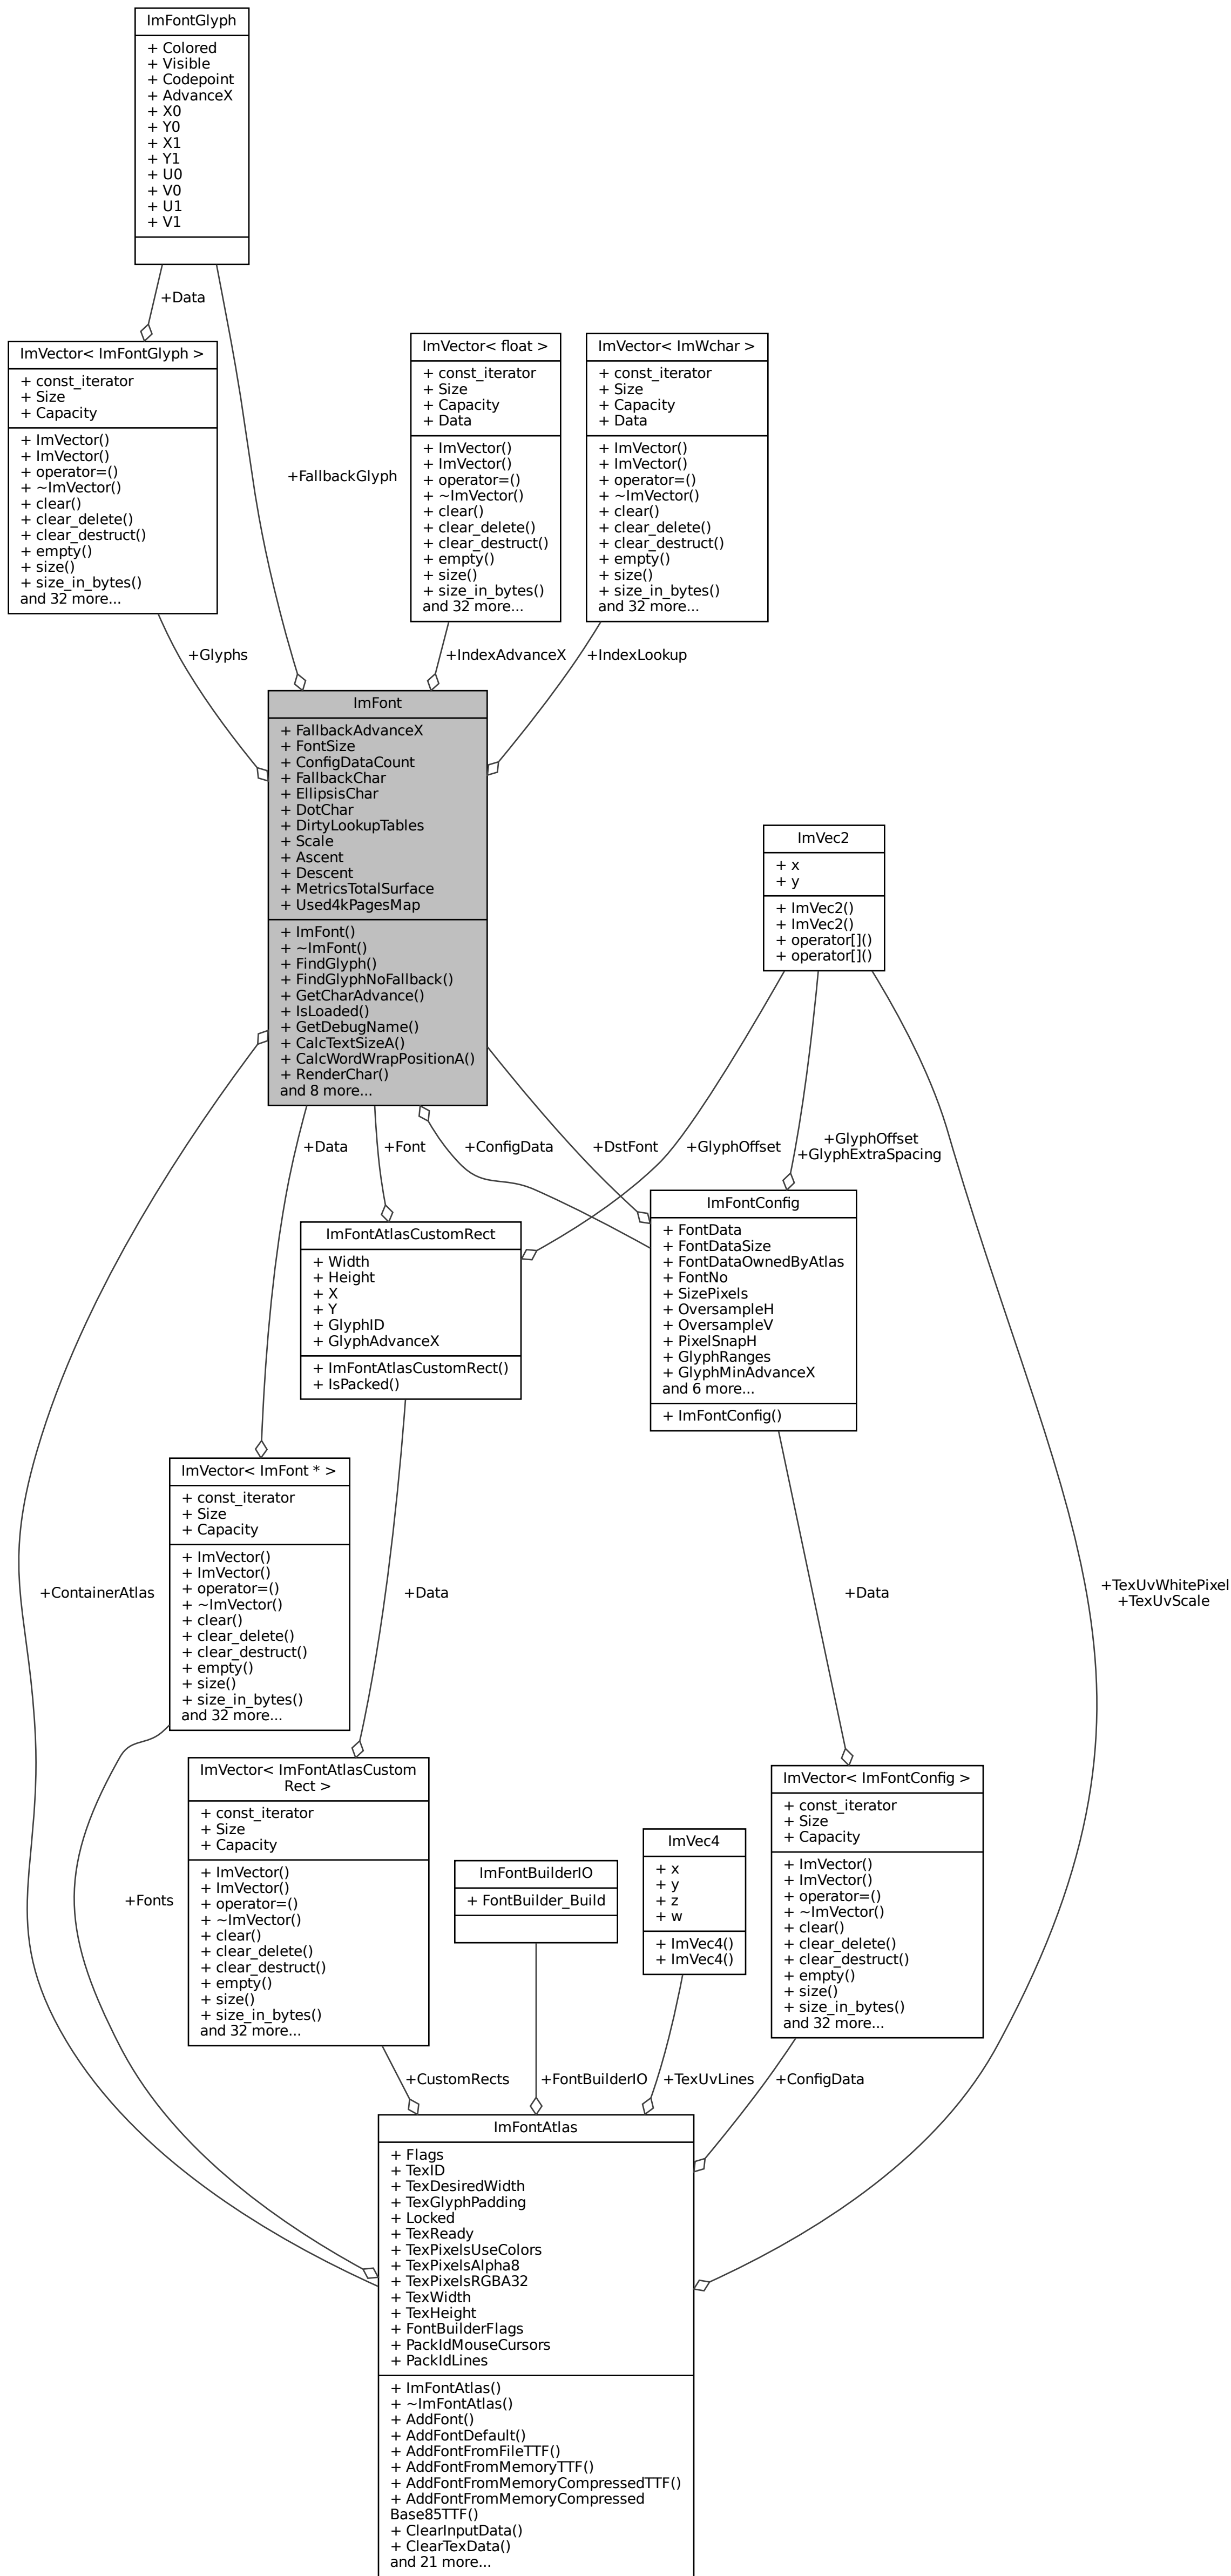 ImFontGlyph
+ Colored
+ Visible
+ Codepoint
+ AdvanceX
+ X0
+ Y0
+ X1
+ Y1
+ U0
+ V0
+ U1
+ V1
+Data
ImVector< ImFontGlyph >
+ const_iterator
+ Size
+ Capacity
+ ImVector()
+ ImVector()
+ operator=()
+ ~ImVector()
+ clear()
+ clear_delete()
+ clear_destruct()
+ empty()
+ size()
+ size_in_bytes()
and 32 more...
+FallbackGlyph
ImVector< float >
+ const_iterator
+ Size
+ Capacity
+ Data
+ ImVector()
+ ImVector()
+ operator=()
+ ~ImVector()
+ clear()
+ clear_delete()
+ clear_destruct()
+ empty()
+ size()
+ size_in_bytes()
and 32 more...
ImVector< ImWchar >
+ const_iterator
+ Size
+ Capacity
+ Data
+ ImVector()
+ ImVector()
+ operator=()
+ ~ImVector()
+ clear()
+ clear_delete()
+ clear_destruct()
+ empty()
+ size()
+ size_in_bytes()
and 32 more...
+Glyphs
+IndexAdvanceX
+IndexLookup
ImFont
+ FallbackAdvanceX
+ FontSize
+ ConfigDataCount
+ FallbackChar
+ EllipsisChar
+ DotChar
+ DirtyLookupTables
+ Scale
+ Ascent
+ Descent
+ MetricsTotalSurface
+ Used4kPagesMap
+ ImFont()
+ ~ImFont()
+ FindGlyph()
+ FindGlyphNoFallback()
+ GetCharAdvance()
+ IsLoaded()
+ GetDebugName()
+ CalcTextSizeA()
+ CalcWordWrapPositionA()
+ RenderChar()
and 8 more...
ImVec2
+ x
+ y
+ ImVec2()
+ ImVec2()
+ operator[]()
+ operator[]()
+Data
+Font
+ConfigData
+DstFont
+GlyphOffset
+GlyphOffset
+GlyphExtraSpacing
ImFontAtlasCustomRect
+ Width
+ Height
+ X
+ Y
+ GlyphID
+ GlyphAdvanceX
+ ImFontAtlasCustomRect()
+ IsPacked()
ImFontConfig
+ FontData
+ FontDataSize
+ FontDataOwnedByAtlas
+ FontNo
+ SizePixels
+ OversampleH
+ OversampleV
+ PixelSnapH
+ GlyphRanges
+ GlyphMinAdvanceX
and 6 more...
+ ImFontConfig()
ImVector< ImFont * >
+ const_iterator
+ Size
+ Capacity
+ ImVector()
+ ImVector()
+ operator=()
+ ~ImVector()
+ clear()
+ clear_delete()
+ clear_destruct()
+ empty()
+ size()
+ size_in_bytes()
and 32 more...
+ContainerAtlas
+Data
+Data
+TexUvWhitePixel
+TexUvScale
ImVector< ImFontAtlasCustom
Rect >
+ const_iterator
+ Size
+ Capacity
+ ImVector()
+ ImVector()
+ operator=()
+ ~ImVector()
+ clear()
+ clear_delete()
+ clear_destruct()
+ empty()
+ size()
+ size_in_bytes()
and 32 more...
+Fonts
ImFontBuilderIO
+ FontBuilder_Build
ImVec4
+ x
+ y
+ z
+ w
+ ImVec4()
+ ImVec4()
ImVector< ImFontConfig >
+ const_iterator
+ Size
+ Capacity
+ ImVector()
+ ImVector()
+ operator=()
+ ~ImVector()
+ clear()
+ clear_delete()
+ clear_destruct()
+ empty()
+ size()
+ size_in_bytes()
and 32 more...
+CustomRects
+FontBuilderIO
+TexUvLines
+ConfigData
ImFontAtlas
+ Flags
+ TexID
+ TexDesiredWidth
+ TexGlyphPadding
+ Locked
+ TexReady
+ TexPixelsUseColors
+ TexPixelsAlpha8
+ TexPixelsRGBA32
+ TexWidth
+ TexHeight
+ FontBuilderFlags
+ PackIdMouseCursors
+ PackIdLines
+ ImFontAtlas()
+ ~ImFontAtlas()
+ AddFont()
+ AddFontDefault()
+ AddFontFromFileTTF()
+ AddFontFromMemoryTTF()
+ AddFontFromMemoryCompressedTTF()
+ AddFontFromMemoryCompressed
Base85TTF()
+ ClearInputData()
+ ClearTexData()
and 21 more...